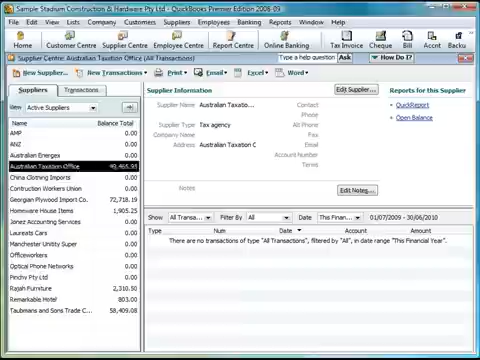 Sample Stadium Construction & Hardware Pty Ltd - QuickBooks Premier Edition 2008-09
File Edit View Lists Company Customers Suppliers Employees Banking Reports Window Help
Home Customer Centre Supplier Centre Employee Centre Report Centre Online Banking Tax Invoice Cheque Bill Accnt Backu
Supplier Center: Australian Taxation Office (All Transactions) Type a help question Ask How Do I?
New Supplier... New Transactions Print Email Excel Word
Suppliers Transactions
View Active Suppliers
Name Balance Total
AMP 0.00
ANZ 0.00
Australian Energex 0.00
Australian Taxation Office
China Clothing Imports 0.00
Contruction Workers Union 0.00
Georgian Plywood Import Co. 72,718.19
Homeware House Items 1,905.25
Jonez Accounting Services 0.00
Laureats Cars 0.00
Manchester Unitity Super 0.00
Officeworkers 0.00
Optical Phone Networks 0.00
Pinchy Pty Ltd 0.00
Rajah Furniture 2,310.50
Remarkable Hotel 803.00
Taubmans and Sons Trade C... 58,409.08
Supplier Information Edit Supplier...
Supplier Name Australian Taxatio... Contact
Phone
Supplier Type Tax agency Alt Phone
Company Name Fax
Address Australian Taxation C Email
Account Number
Terms
Notes Edit Notes...
Reports for this Supplier
QuickReport
Open Balance
Show All Transa... Filter By All Date This Finan... 01/07/2009 - 30/06/2010
Type Num Date Account Amount
There are no transactions of type "All Transactions", filtered by "All", in date range "This Financial Year".